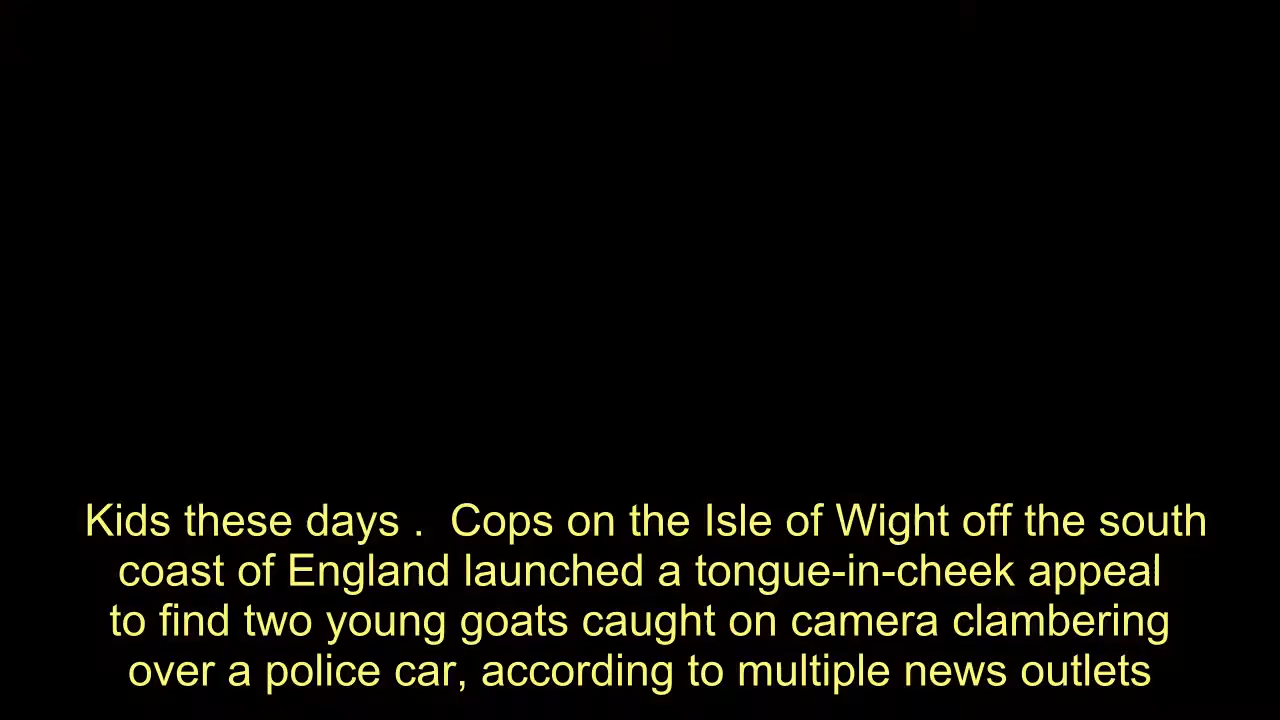 Kids these days .  Cops on the Isle of Wight off the south
coast of England launched a tongue-in-cheek appeal
to find two young goats caught on camera clambering
over a police car, according to multiple news outlets